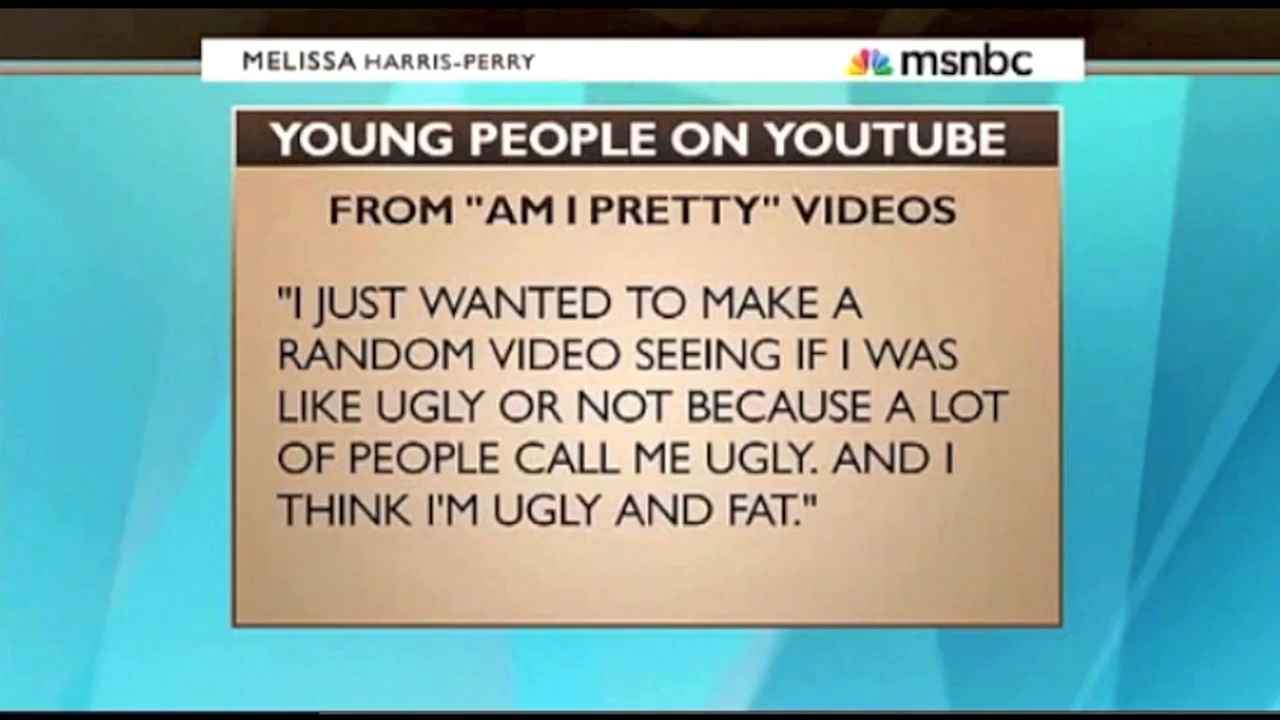 MELISSA HARRIS-PERRY msnbc
YOUNG PEOPLE ON YOUTUBE
FROM "AM I PRETTY" VIDEOS
"I JUST WANTED TO MAKE A
RANDOM VIDEO SEEING IF I WAS
LIKE UGLY OR NOT BECAUSE A LOT
OF PEOPLE CALL ME UGLY. AND I
THINK I'M UGLY AND FAT."